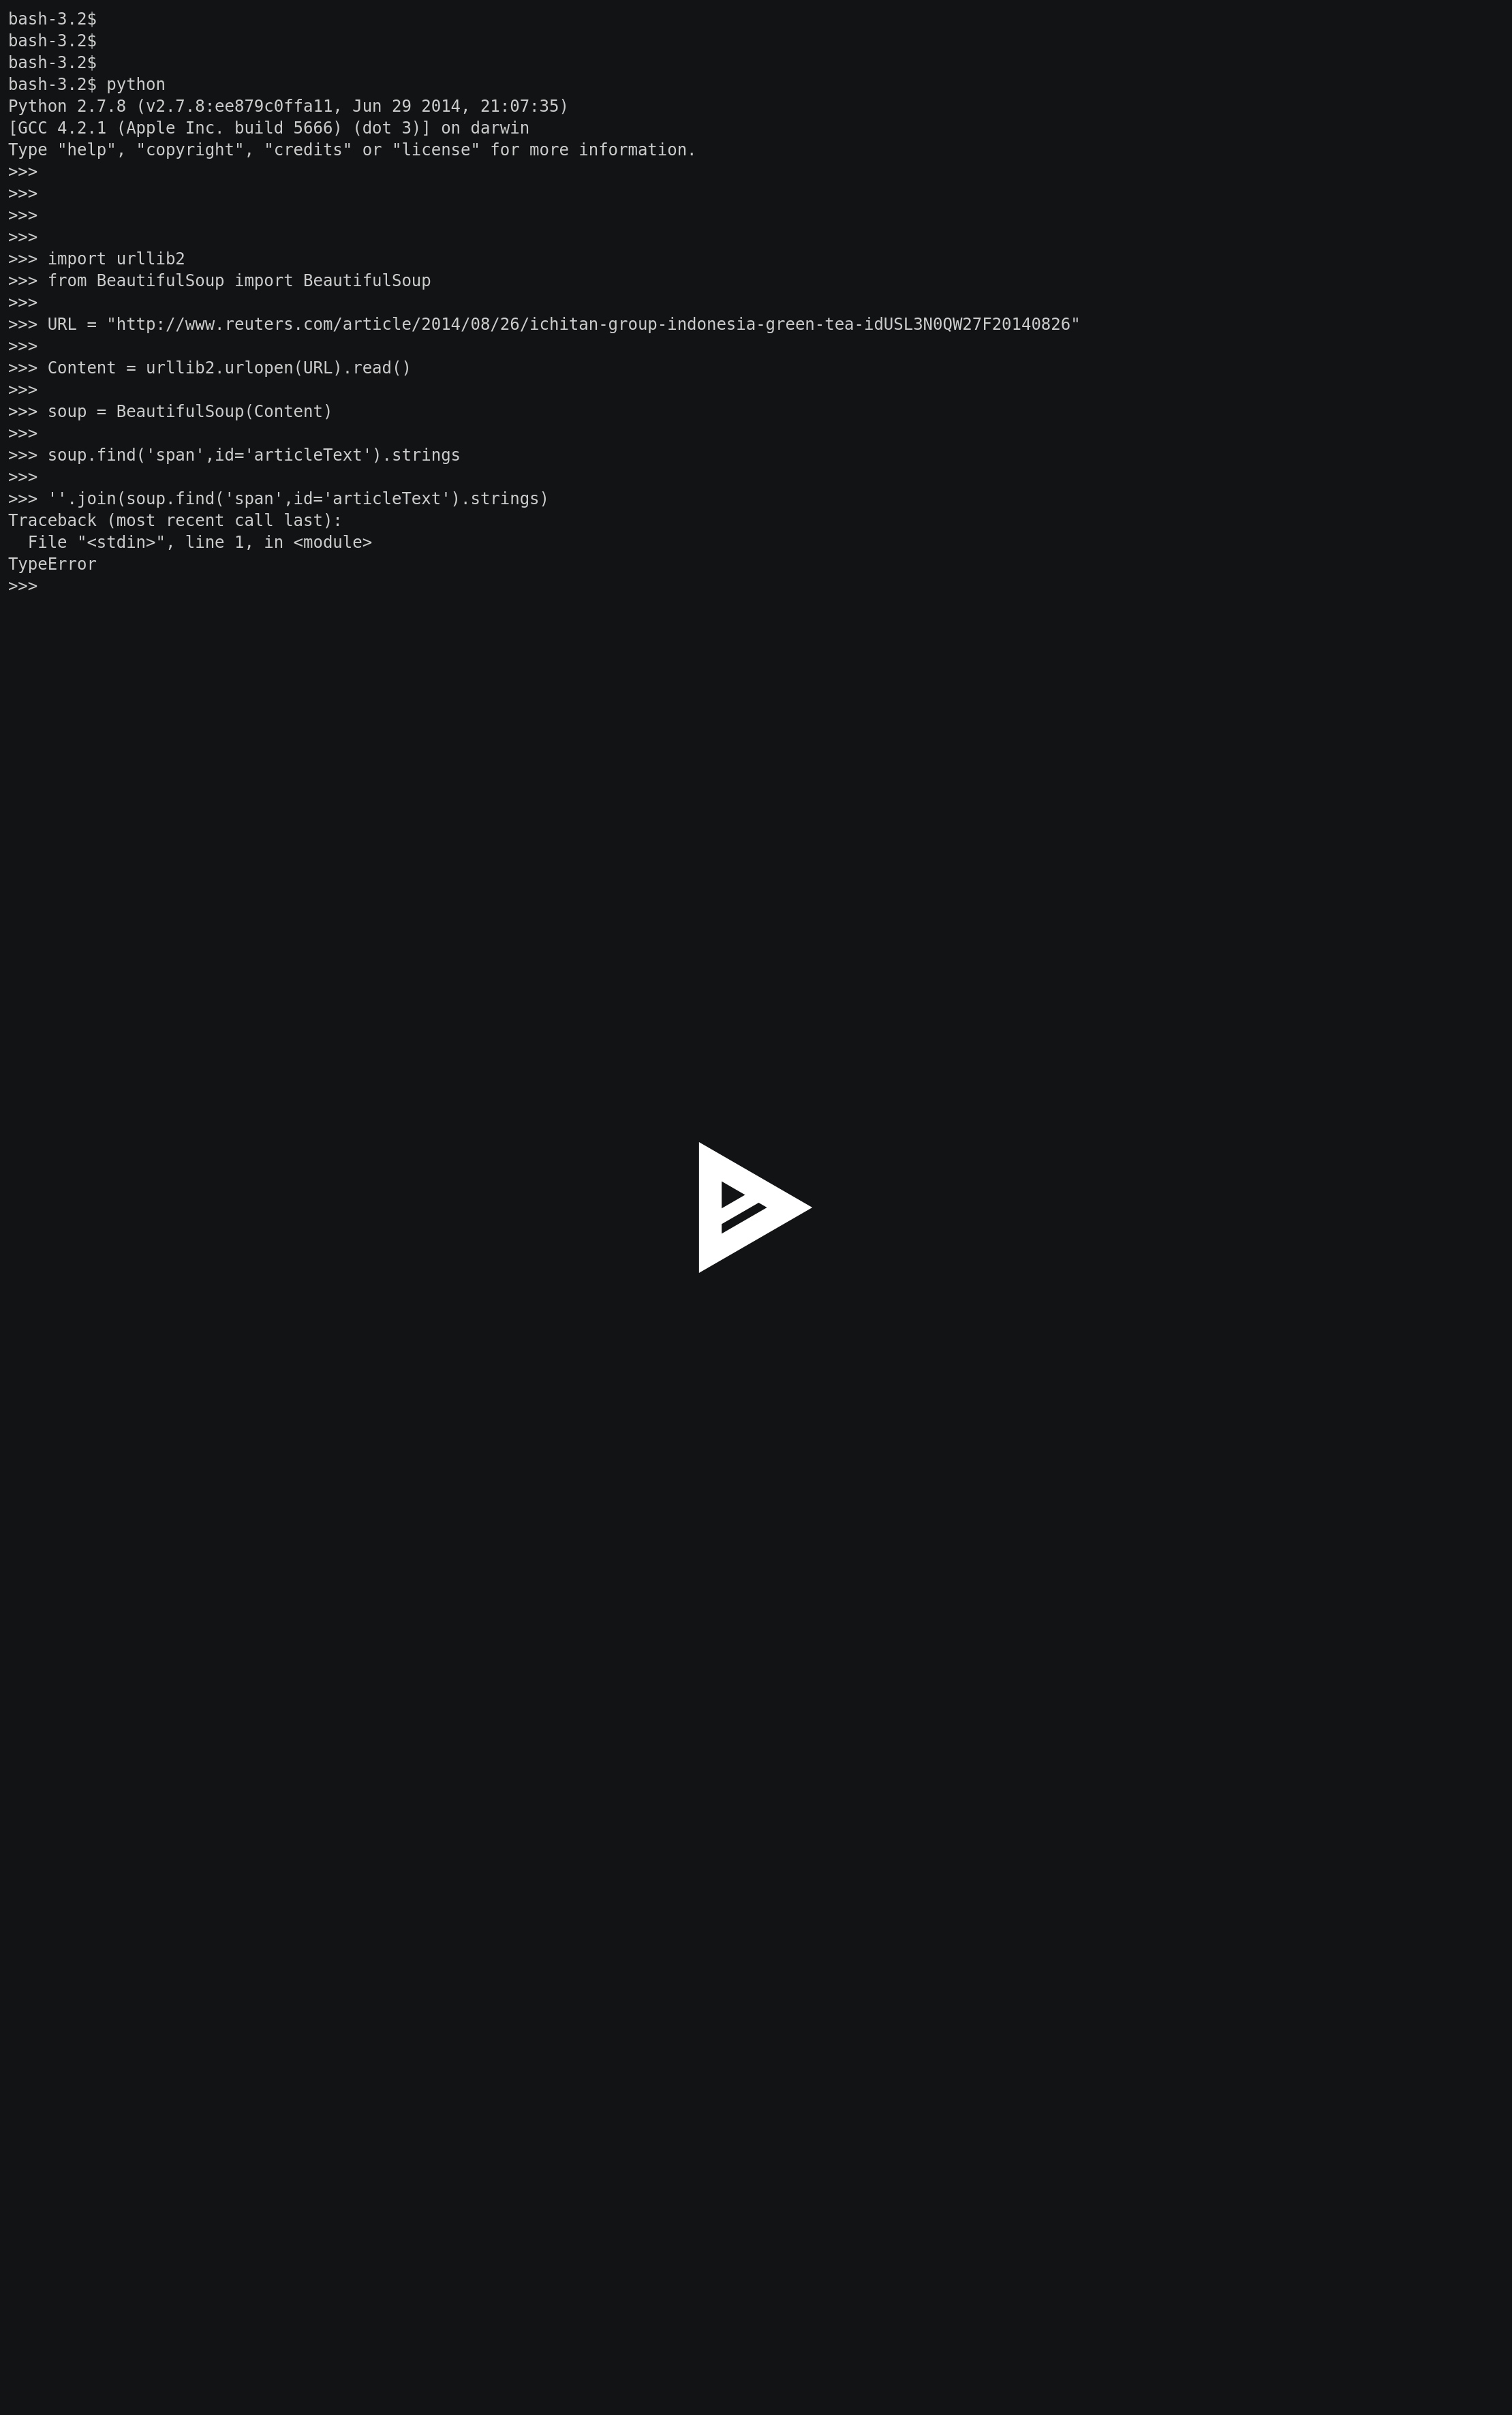 bash-3.2$
bash-3.2$
bash-3.2$
bash-3.2$ python
Python 2.7.8 (v2.7.8:ee879c0ffa11, Jun 29 2014, 21:07:35)
[GCC 4.2.1 (Apple Inc. build 5666) (dot 3)] on darwin
Type "help", "copyright", "credits" or "license" for more information.
>>>
>>>
>>>
>>>
>>> import urllib2
>>> from BeautifulSoup import BeautifulSoup
>>>
>>> URL = "http://www.reuters.com/article/2014/08/26/ichitan-group-indonesia-green-tea-idUSL3N0QW27F20140826"
>>>
>>> Content = urllib2.urlopen(URL).read()
>>>
>>> soup = BeautifulSoup(Content)
>>>
>>> soup.find('span',id='articleText').strings
>>>
>>> ''.join(soup.find('span',id='articleText').strings)
Traceback (most recent call last):
  File "<stdin>", line 1, in <module>
TypeError
>>>